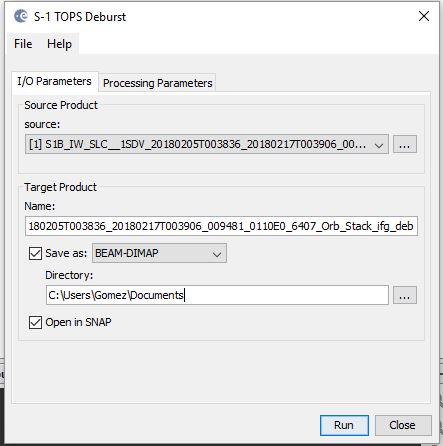 S-1 TOPS Deburst
File Help
I/O Parameters Processing Parameters
Source Product
source:
[1] S1B_IW_SLC__1SDV_20180205T003836_20180217T003906_00... ...
Target Product
Name:
180205T003836_20180217T003906_009481_0110E0_6407_Orb_Stack_ifg_deb
Save as: BEAM-DIMAP
Directory:
C:\Users\Gomez\Documents ...
Open in SNAP
Run Close